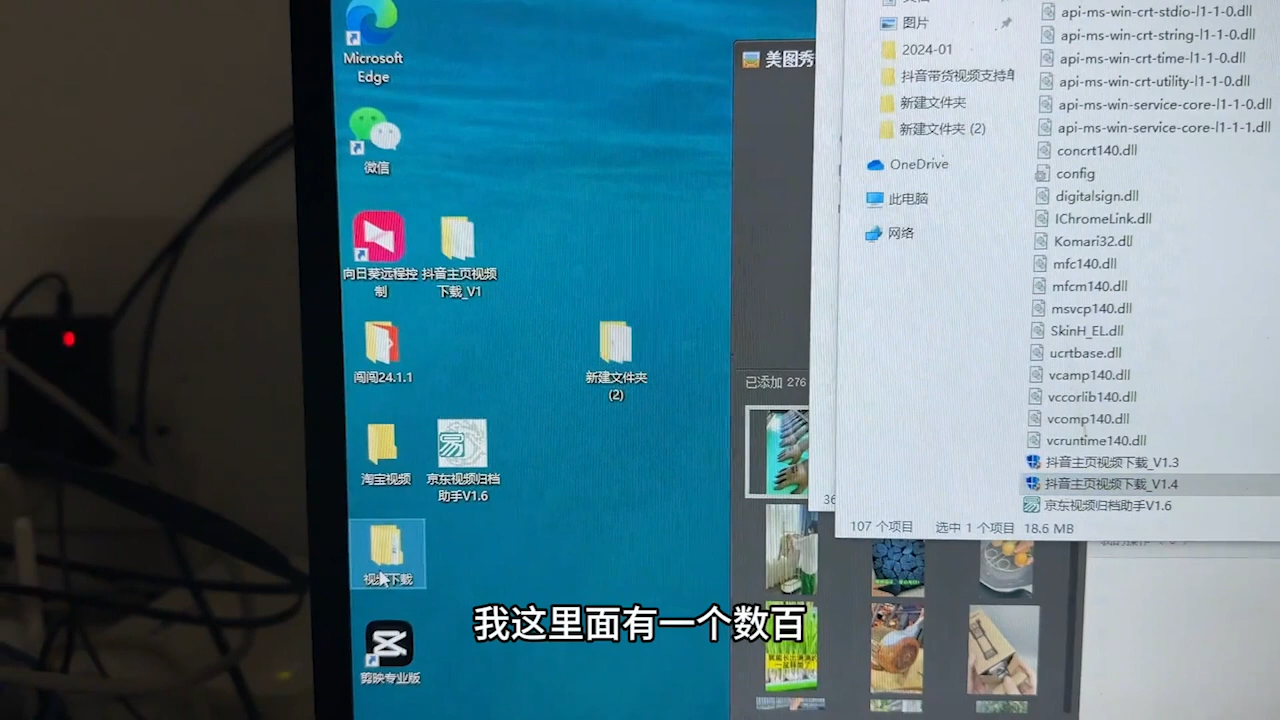 Microsoft
Edge
微信
向日葵远程控
制
抖音主页视频
下载_V1
闯闯24.1.1
新建文件夹
(2)
淘宝视频
京东视频归档
助手V1.6
视频下载
剪映专业版
美图秀
已添加 276
图片
2024-01
抖音带货视频支持单
新建文件夹
新建文件夹 (2)
OneDrive
此电脑
网络
api-ms-win-crt-stdio-l1-1-0.dll
api-ms-win-crt-string-l1-1-0.dll
api-ms-win-crt-time-l1-1-0.dll
api-ms-win-crt-utility-l1-1-0.dll
api-ms-win-service-core-l1-1-0.dll
api-ms-win-service-core-l1-1-1.dll
concrt140.dll
config
digitalsign.dll
IChromeLink.dll
Komari32.dll
mfc140.dll
mfcm140.dll
msvcp140.dll
SkinH_EL.dll
ucrtbase.dll
vcamp140.dll
vccorlib140.dll
vcomp140.dll
vcruntime140.dll
抖音主页视频下载_V1.3
抖音主页视频下载_V1.4
京东视频归档助手V1.6
36
107 个项目 选中 1 个项目 18.6 MB
我这里面有一个数百